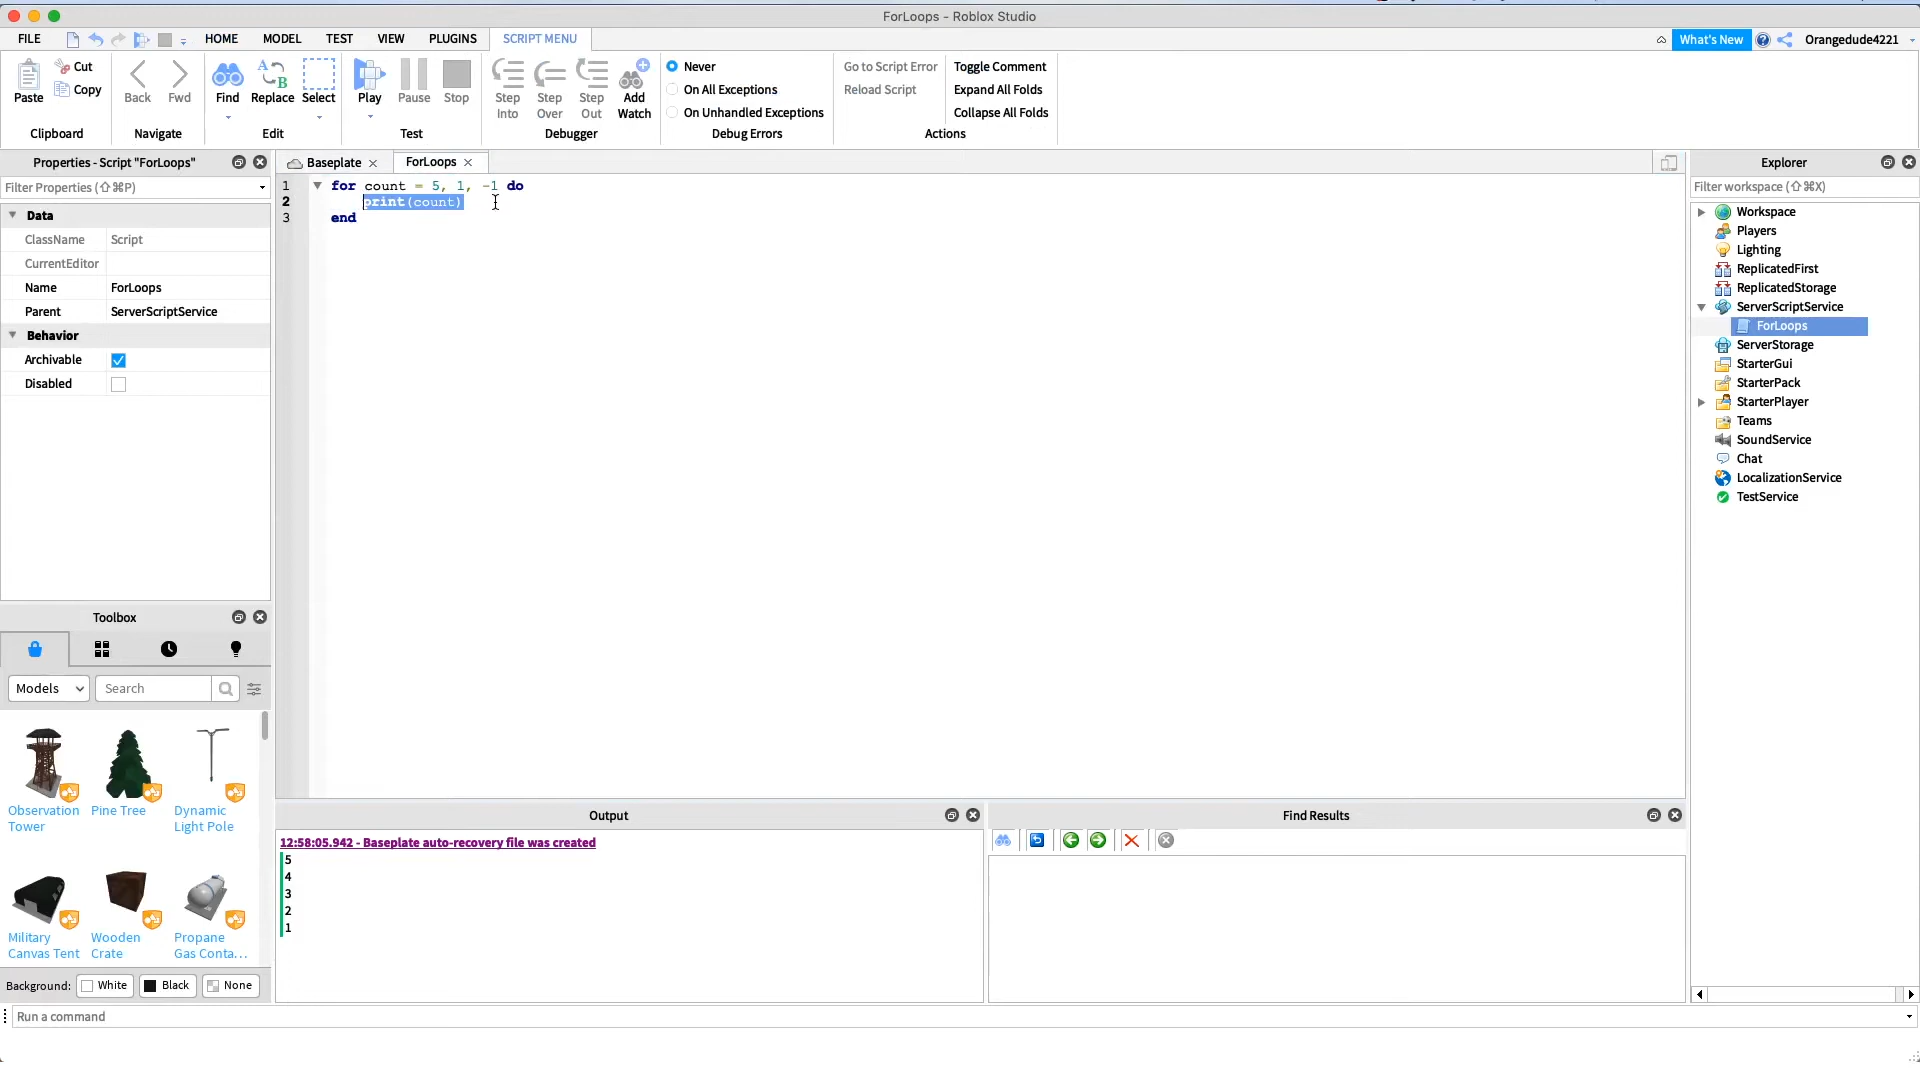 ForLoops - Roblox Studio
FILE HOME MODEL TEST VIEW PLUGINS SCRIPT MENU What's New Orangedude4221
Paste Cut Copy Clipboard
Back Fwd Navigate
Find Replace Select Edit
Play Pause Stop Test
Step Into Step Over Step Out Add Watch Debugger
Never
On All Exceptions
On Unhandled Exceptions
Debug Errors
Go to Script Error
Reload Script
Toggle Comment
Expand All Folds
Collapse All Folds
Actions
Properties - Script "ForLoops"
Filter Properties (⇧⌘P)
Data
ClassName Script
CurrentEditor
Name ForLoops
Parent ServerScriptService
Behavior
Archivable
Disabled
Toolbox
Models Search
Observation Tower
Pine Tree
Dynamic Light Pole
Military Canvas Tent
Wooden Crate
Propane Gas Conta...
Background: White Black None
Baseplate ForLoops
1 for count = 5, 1, -1 do
2 print(count)
3 end
Output
12:58:05.942 - Baseplate auto-recovery file was created
5
4
3
2
1
Find Results
Explorer
Filter workspace (⇧⌘X)
Workspace
Players
Lighting
ReplicatedFirst
ReplicatedStorage
ServerScriptService
ForLoops
ServerStorage
StarterGui
StarterPack
StarterPlayer
Teams
SoundService
Chat
LocalizationService
TestService
Run a command